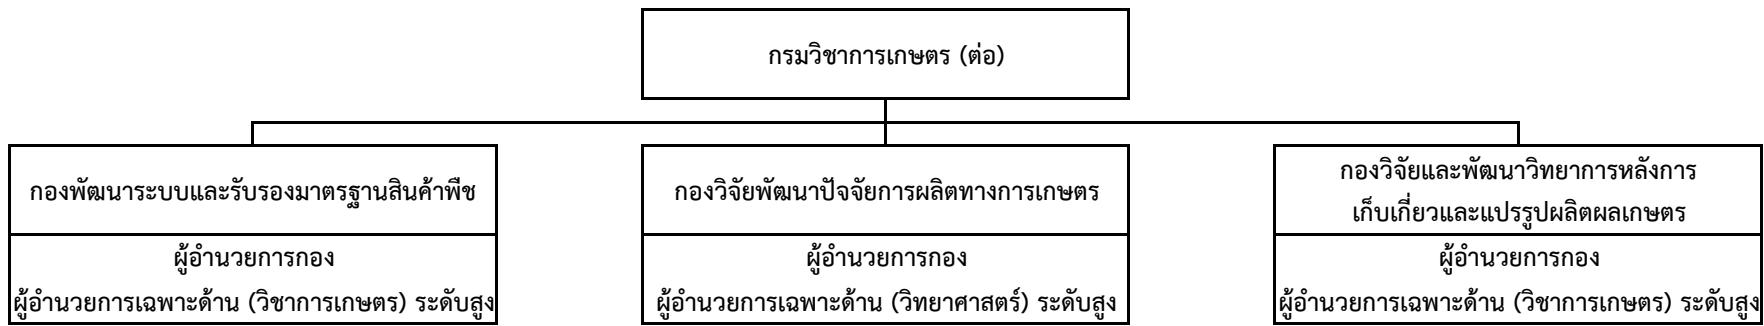 กรมวิชาการเกษตร (ต่อ)
กองพัฒนาระบบและรับรองมาตรฐานสินค้าพืช
ผู้อำนวยการกอง
ผู้อำนวยการเฉพาะด้าน (วิชาการเกษตร) ระดับสูง
กองวิจัยพัฒนาปัจจัยการผลิตทางการเกษตร
ผู้อำนวยการกอง
ผู้อำนวยการเฉพาะด้าน (วิทยาศาสตร์) ระดับสูง
กองวิจัยและพัฒนาวิทยาการหลังการ
เก็บเกี่ยวและแปรรูปผลิตผลเกษตร
ผู้อำนวยการกอง
ผู้อำนวยการเฉพาะด้าน (วิชาการเกษตร) ระดับสูง